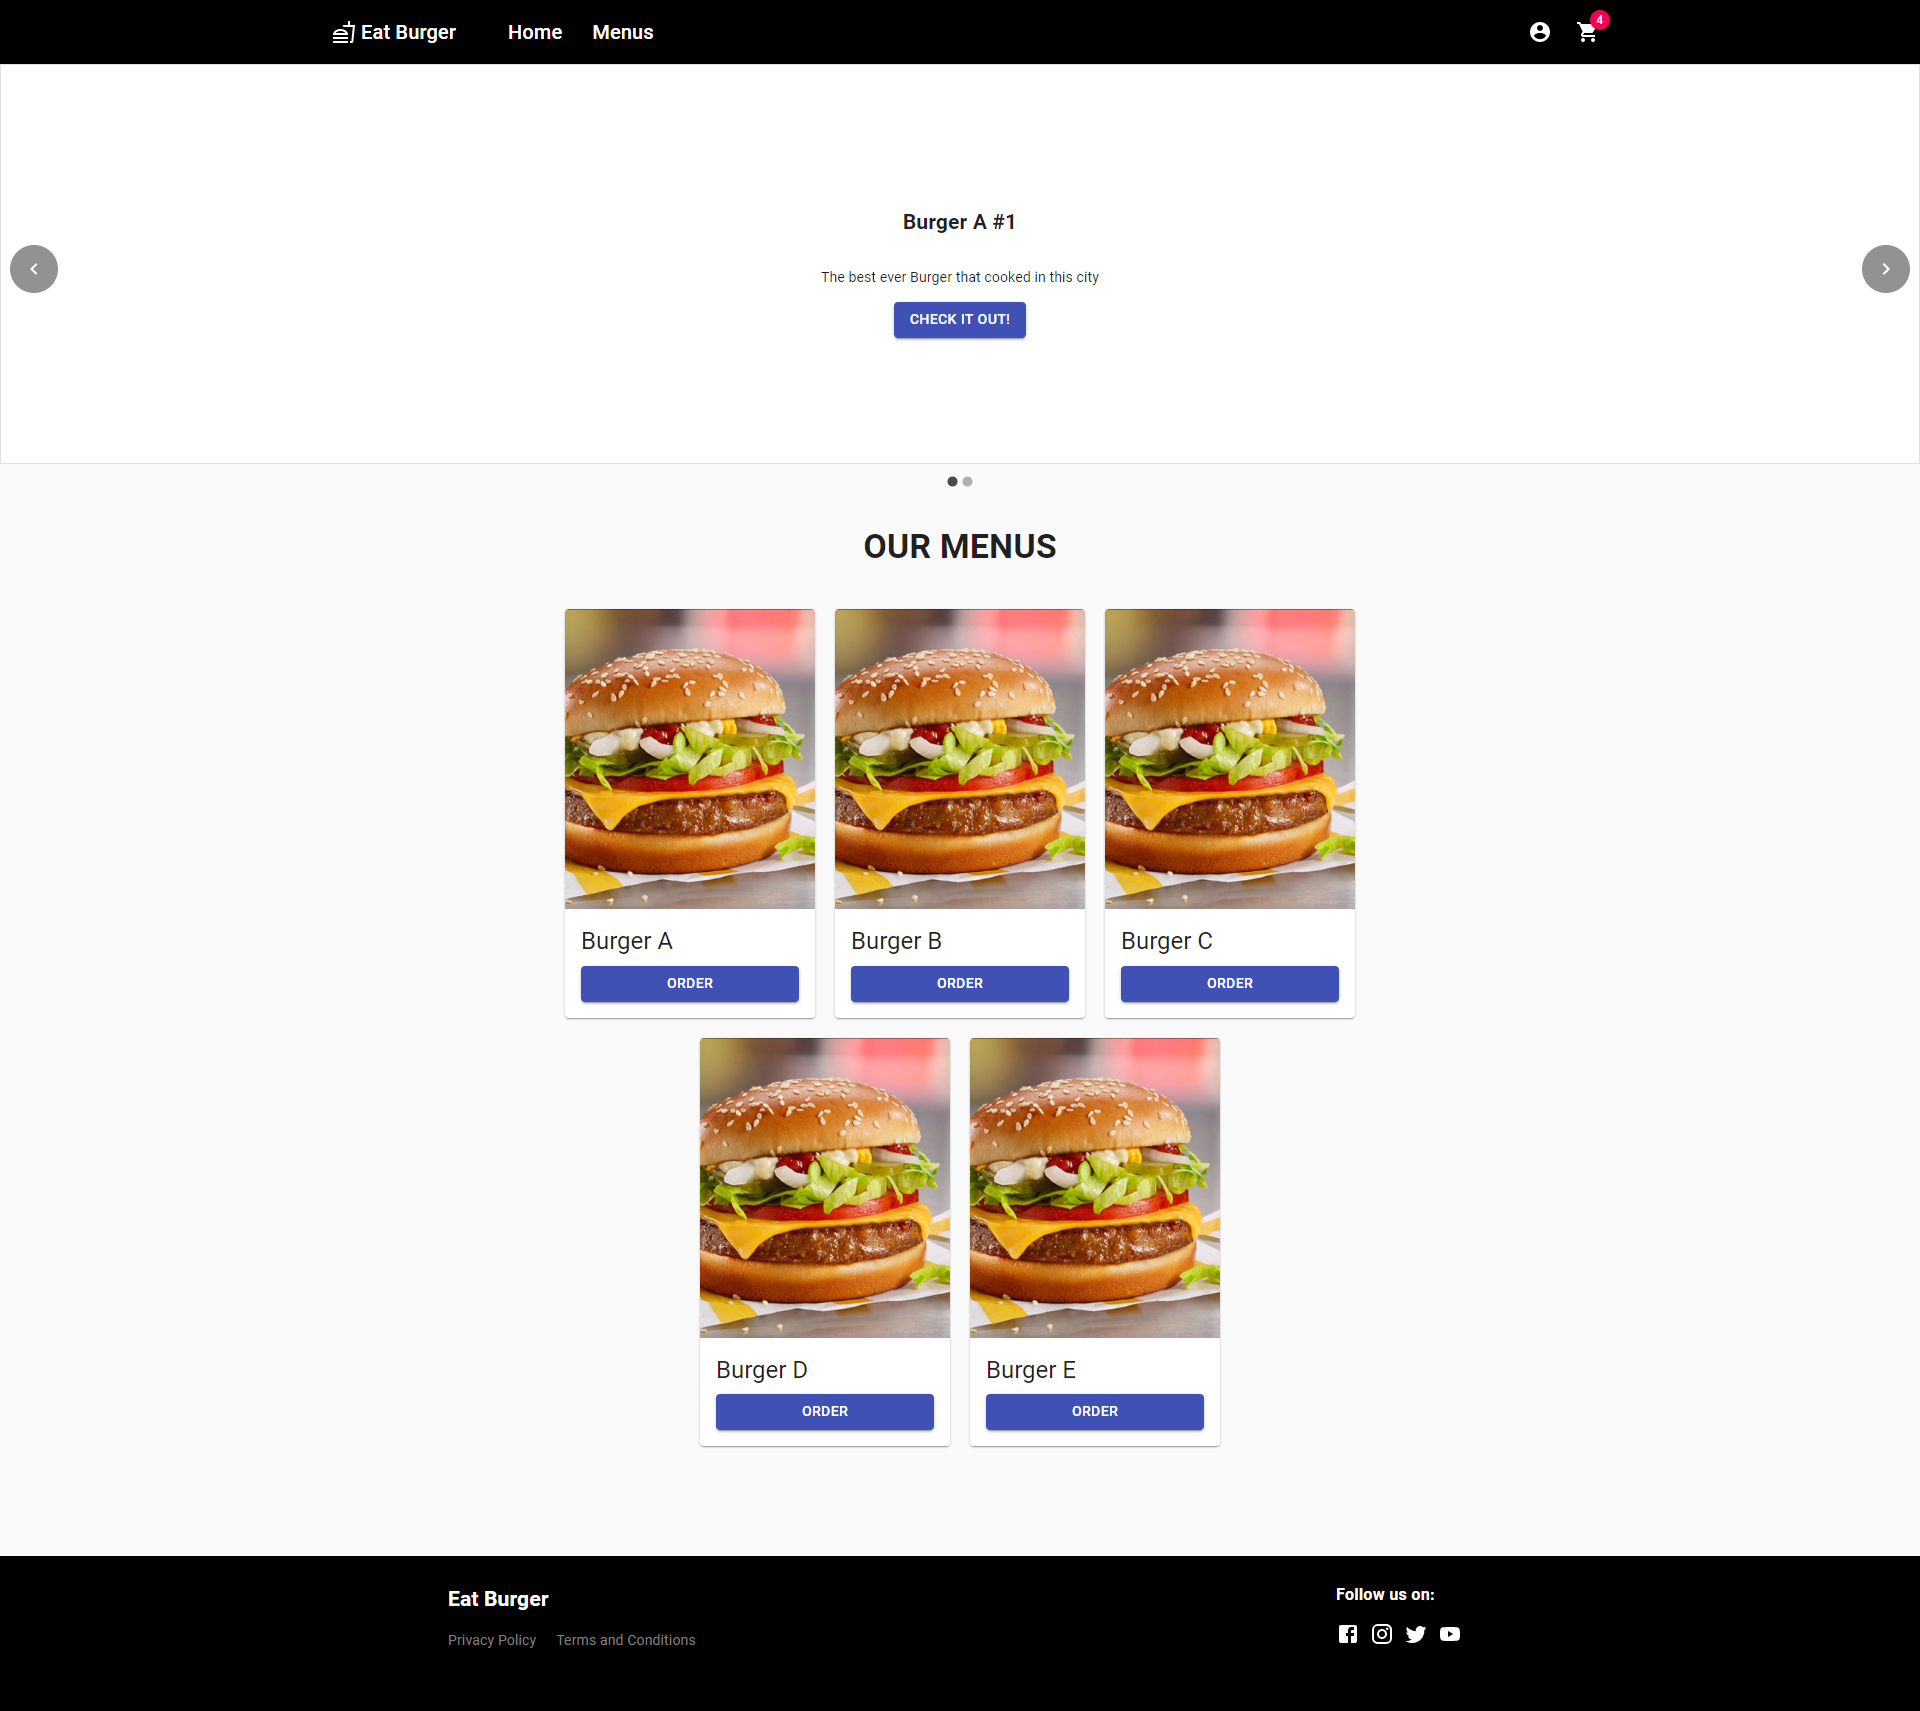 Eat Burger Home Menus 4
Burger A #1
The best ever Burger that cooked in this city
CHECK IT OUT!
OUR MENUS
Burger A Burger B Burger C
ORDER ORDER ORDER
Burger D Burger E
ORDER ORDER
Eat Burger Follow us on:
Privacy Policy Terms and Conditions